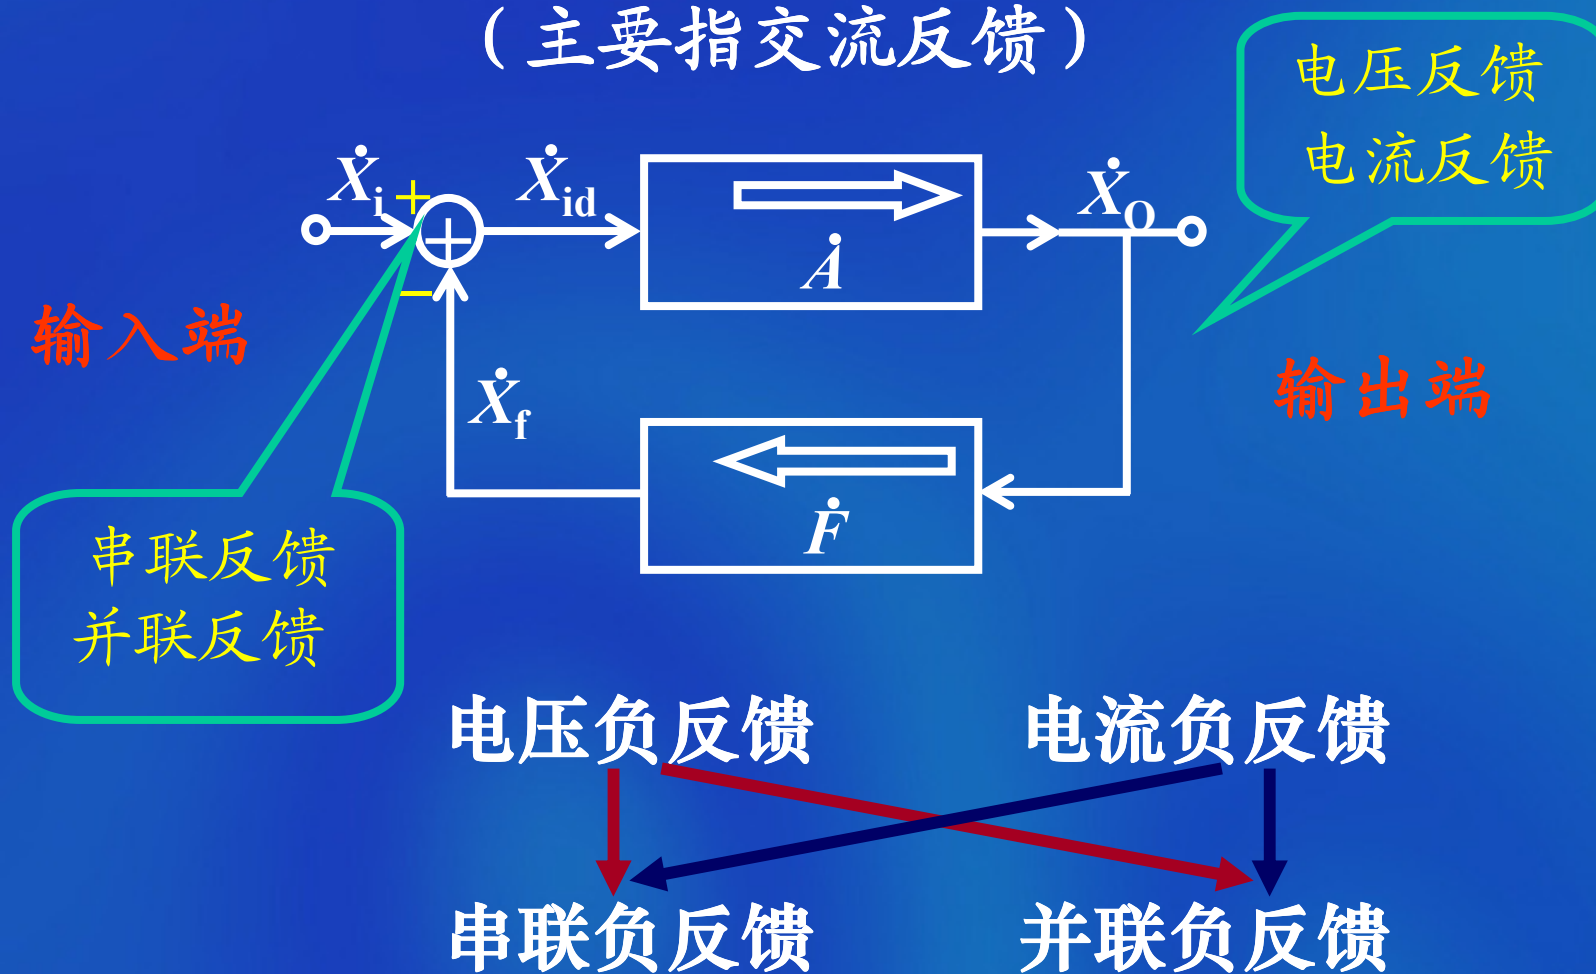 （主要指交流反馈）
电压反馈
电流反馈
Ẋi + Ẋid ẊO
+
Ȧ
−
输入端
输出端
Ẋf
Ḟ
串联反馈
并联反馈
电压负反馈 电流负反馈
串联负反馈 并联负反馈